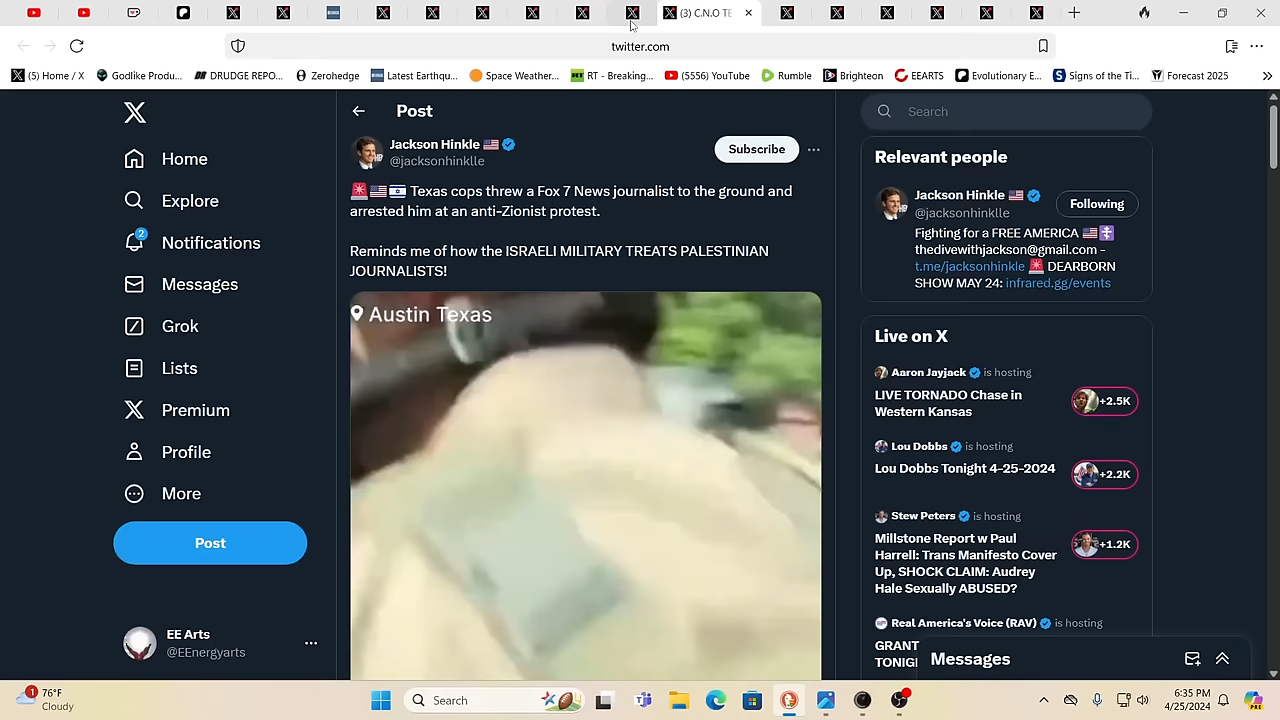 (3) C.N.O TE
twitter.com
(5) Home / X
Godlike Produ...
DRUDGE REPO...
Zerohedge
Latest Earthqu...
Space Weather...
RT - Breaking...
(5556) YouTube
Rumble
Brighteon
EEARTS
Evolutionary E...
Signs of the Ti...
Forecast 2025
Home
Explore
2
Notifications
Messages
Grok
Lists
Premium
Profile
More
Post
EE Arts
@EEnergyarts
Post
Jackson Hinkle
@jacksonhinklle
Subscribe
Texas cops threw a Fox 7 News journalist to the ground and
arrested him at an anti-Zionist protest.
Reminds me of how the ISRAELI MILITARY TREATS PALESTINIAN
JOURNALISTS!
Austin Texas
Search
Relevant people
Jackson Hinkle
@jacksonhinklle
Following
Fighting for a FREE AMERICA
thedivewithjackson@gmail.com -
t.me/jacksonhinkle DEARBORN
SHOW MAY 24: infrared.gg/events
Live on X
Aaron Jayjack is hosting
LIVE TORNADO Chase in
Western Kansas
+2.5K
Lou Dobbs is hosting
Lou Dobbs Tonight 4-25-2024
+2.2K
Stew Peters is hosting
Millstone Report w Paul
Harrell: Trans Manifesto Cover
Up, SHOCK CLAIM: Audrey
Hale Sexually ABUSED?
+1.2K
Real America's Voice (RAV) is hosting
GRANT
TONIG
Messages
1
76°F
Cloudy
Search
6:35 PM
4/25/2024
PRE